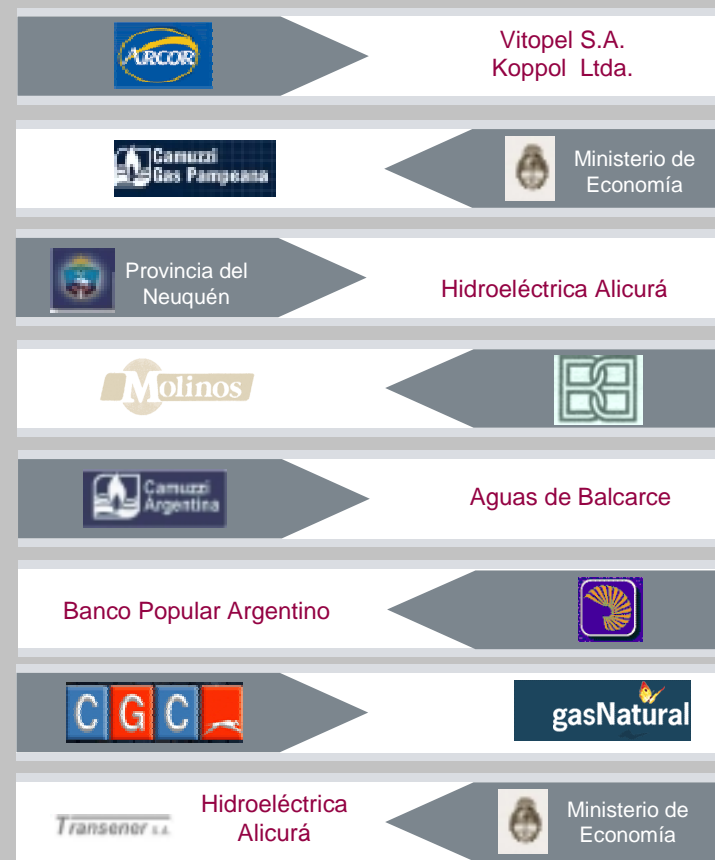 ARCOR
Vitopel S.A.
Koppol Ltda.
Camuzzi
Gas Pampeana
Ministerio de
Economía
Provincia del
Neuquén
Hidroeléctrica Alicurá
Molinos
Camuzzi
Argentina
Aguas de Balcarce
Banco Popular Argentino
CGC
gasNatural
Transener S.A.
Hidroeléctrica
Alicurá
Ministerio de
Economía